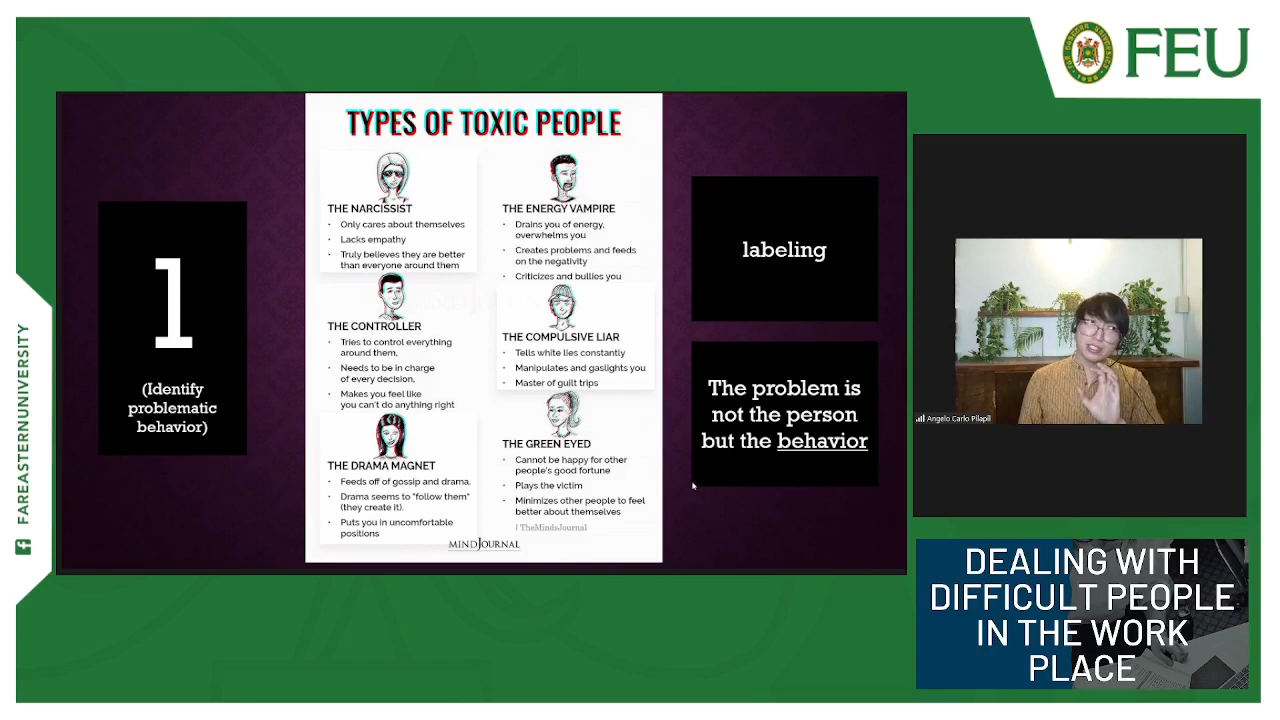 FEU
FAREASTERNUNIVERSITY
1
(Identify
problematic
behavior)
TYPES OF TOXIC PEOPLE
THE NARCISSIST
• Only cares about themselves
• Lacks empathy
• Truly believes they are better
than everyone around them
THE ENERGY VAMPIRE
• Drains you of energy,
overwhelms you
• Creates problems and feeds
on the negativity
• Criticizes and bullies you
THE CONTROLLER
• Tries to control everything
around them,
• Needs to be in charge
of every decision,
• Makes you feel like
you can't do anything right
THE COMPULSIVE LIAR
• Tells white lies constantly
• Manipulates and gaslights you
• Master of guilt trips
THE DRAMA MAGNET
• Feeds off of gossip and drama.
• Drama seems to "follow them"
(they create it).
• Puts you in uncomfortable
positions
THE GREEN EYED
• Cannot be happy for other
people's good fortune
• Plays the victim
• Minimizes other people to feel
better about themselves
| TheMindsJournal
MINDJOURNAL
labeling
The problem is
not the person
but the behavior
Angelo Carlo Pilapil
DEALING WITH
DIFFICULT PEOPLE
IN THE WORK
PLACE